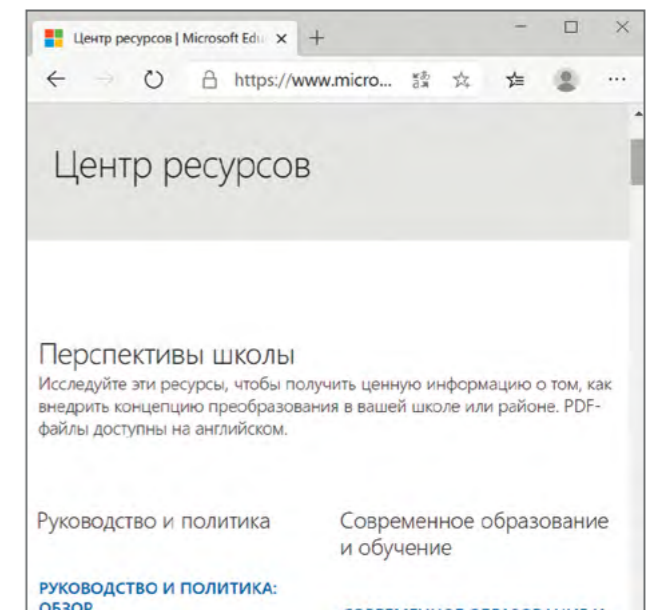 Центр ресурсов | Microsoft Edu
https://www.micro...
Центр ресурсов
Перспективы школы
Исследуйте эти ресурсы, чтобы получить ценную информацию о том, как
внедрить концепцию преобразования в вашей школе или районе. PDF-
файлы доступны на английском.
Руководство и политика
Современное образование
и обучение
РУКОВОДСТВО И ПОЛИТИКА:
ОБЗОР